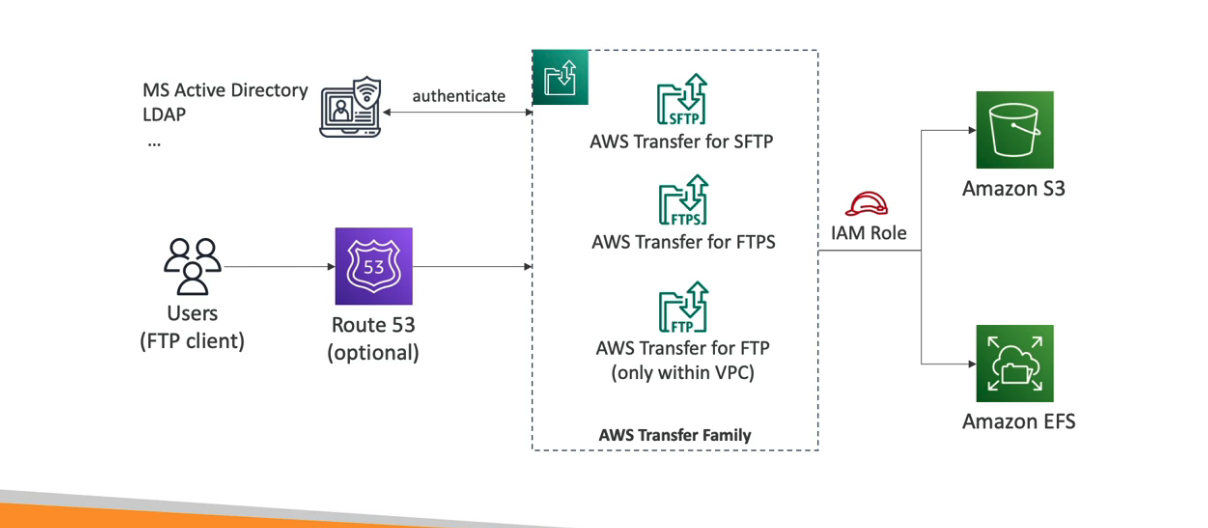 MS Active Directory
LDAP
...
authenticate
Users
(FTP client)
53
Route 53
(optional)
SFTP
AWS Transfer for SFTP
FTPS
AWS Transfer for FTPS
FTP
AWS Transfer for FTP
(only within VPC)
AWS Transfer Family
IAM Role
Amazon S3
Amazon EFS